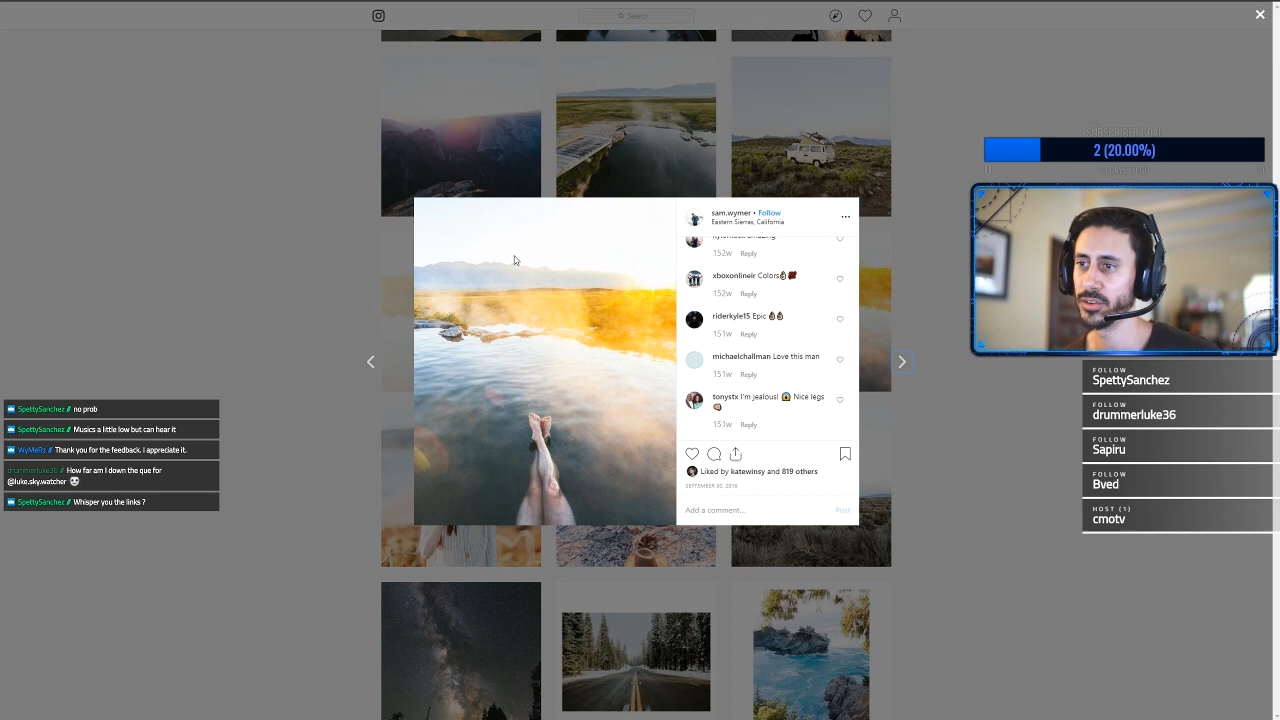 Search
sam.wymer • Follow
Eastern Sierras, California
152w Reply
xboxonlineir Colors
152w Reply
riderkyle15 Epic
151w Reply
michaelchallman Love this man
151w Reply
tonystx I'm jealous! Nice legs
151w Reply
Liked by katewinsy and 819 others
SEPTEMBER 30, 2016
Add a comment... Post
SpettySanchez // no prob
SpettySanchez // Musics a little low but can hear it
WyMeRz // Thank you for the feedback. I appreciate it.
drummerluke36 // How far am I down the que for
@luke.sky.watcher
SpettySanchez // Whisper you the links ?
SUBSCRIBER GOAL
2 (20.00%)
FOLLOW
SpettySanchez
FOLLOW
drummerluke36
FOLLOW
Sapiru
FOLLOW
Bved
HOST (1)
cmotv